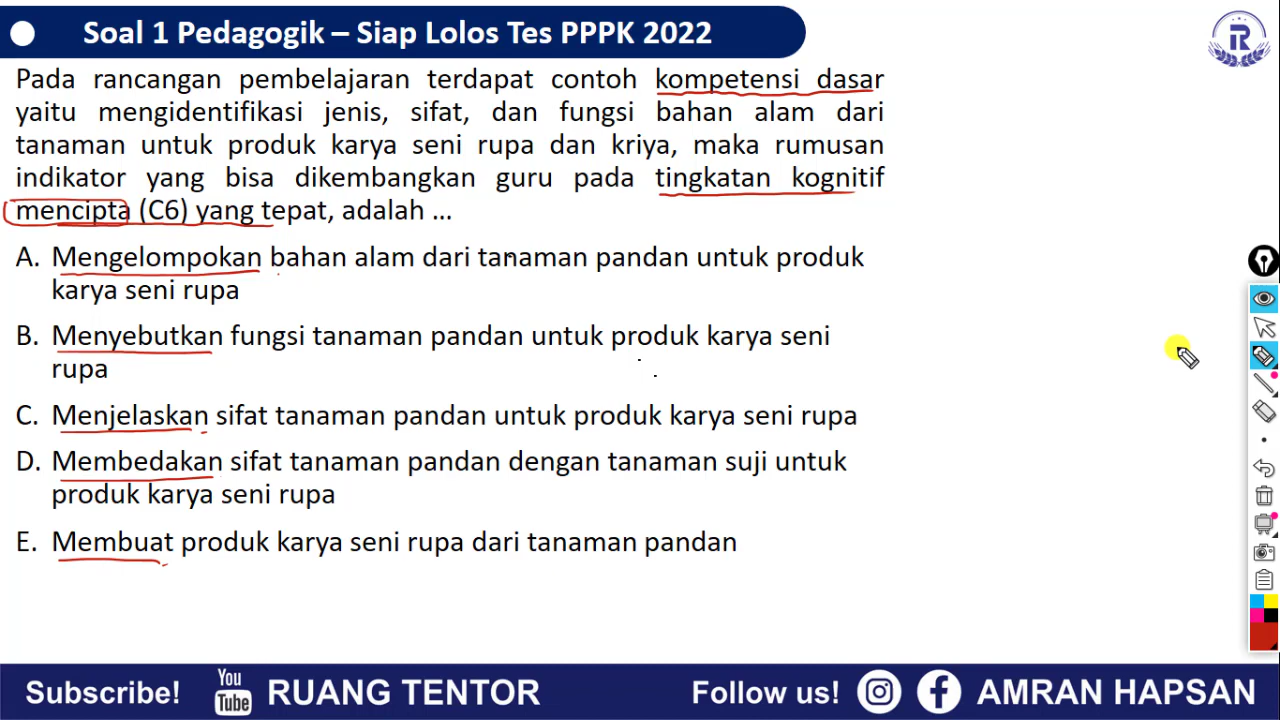 Soal 1 Pedagogik – Siap Lolos Tes PPPK 2022
Pada rancangan pembelajaran terdapat contoh kompetensi dasar
yaitu mengidentifikasi jenis, sifat, dan fungsi bahan alam dari
tanaman untuk produk karya seni rupa dan kriya, maka rumusan
indikator yang bisa dikembangkan guru pada tingkatan kognitif
mencipta (C6) yang tepat, adalah ...
A. Mengelompokan bahan alam dari tanaman pandan untuk produk
karya seni rupa
B. Menyebutkan fungsi tanaman pandan untuk produk karya seni
rupa
C. Menjelaskan sifat tanaman pandan untuk produk karya seni rupa
D. Membedakan sifat tanaman pandan dengan tanaman suji untuk
produk karya seni rupa
E. Membuat produk karya seni rupa dari tanaman pandan
Subscribe! You Tube RUANG TENTOR Follow us! AMRAN HAPSAN